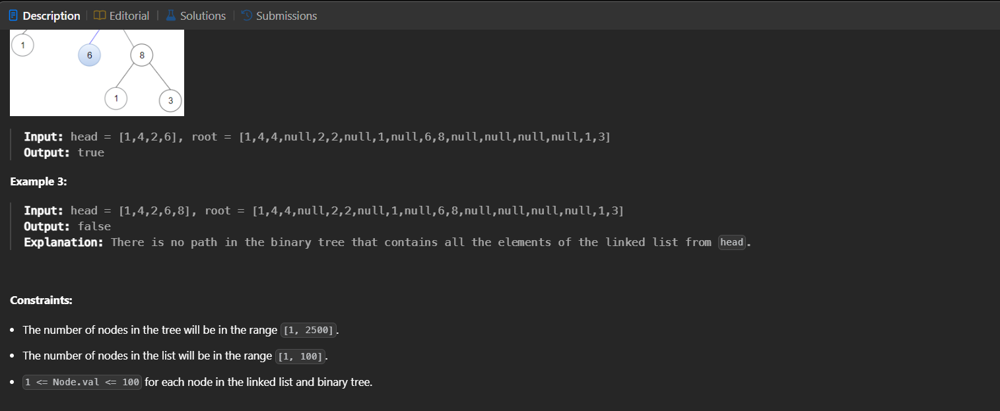 Description | Editorial | Solutions | Submissions
1
6
8
1
3
Input: head = [1,4,2,6], root = [1,4,4,null,2,2,null,1,null,6,8,null,null,null,null,1,3]
Output: true
Example 3:
Input: head = [1,4,2,6,8], root = [1,4,4,null,2,2,null,1,null,6,8,null,null,null,null,1,3]
Output: false
Explanation: There is no path in the binary tree that contains all the elements of the linked list from head.
Constraints:
• The number of nodes in the tree will be in the range [1, 2500].
• The number of nodes in the list will be in the range [1, 100].
• 1 <= Node.val <= 100 for each node in the linked list and binary tree.